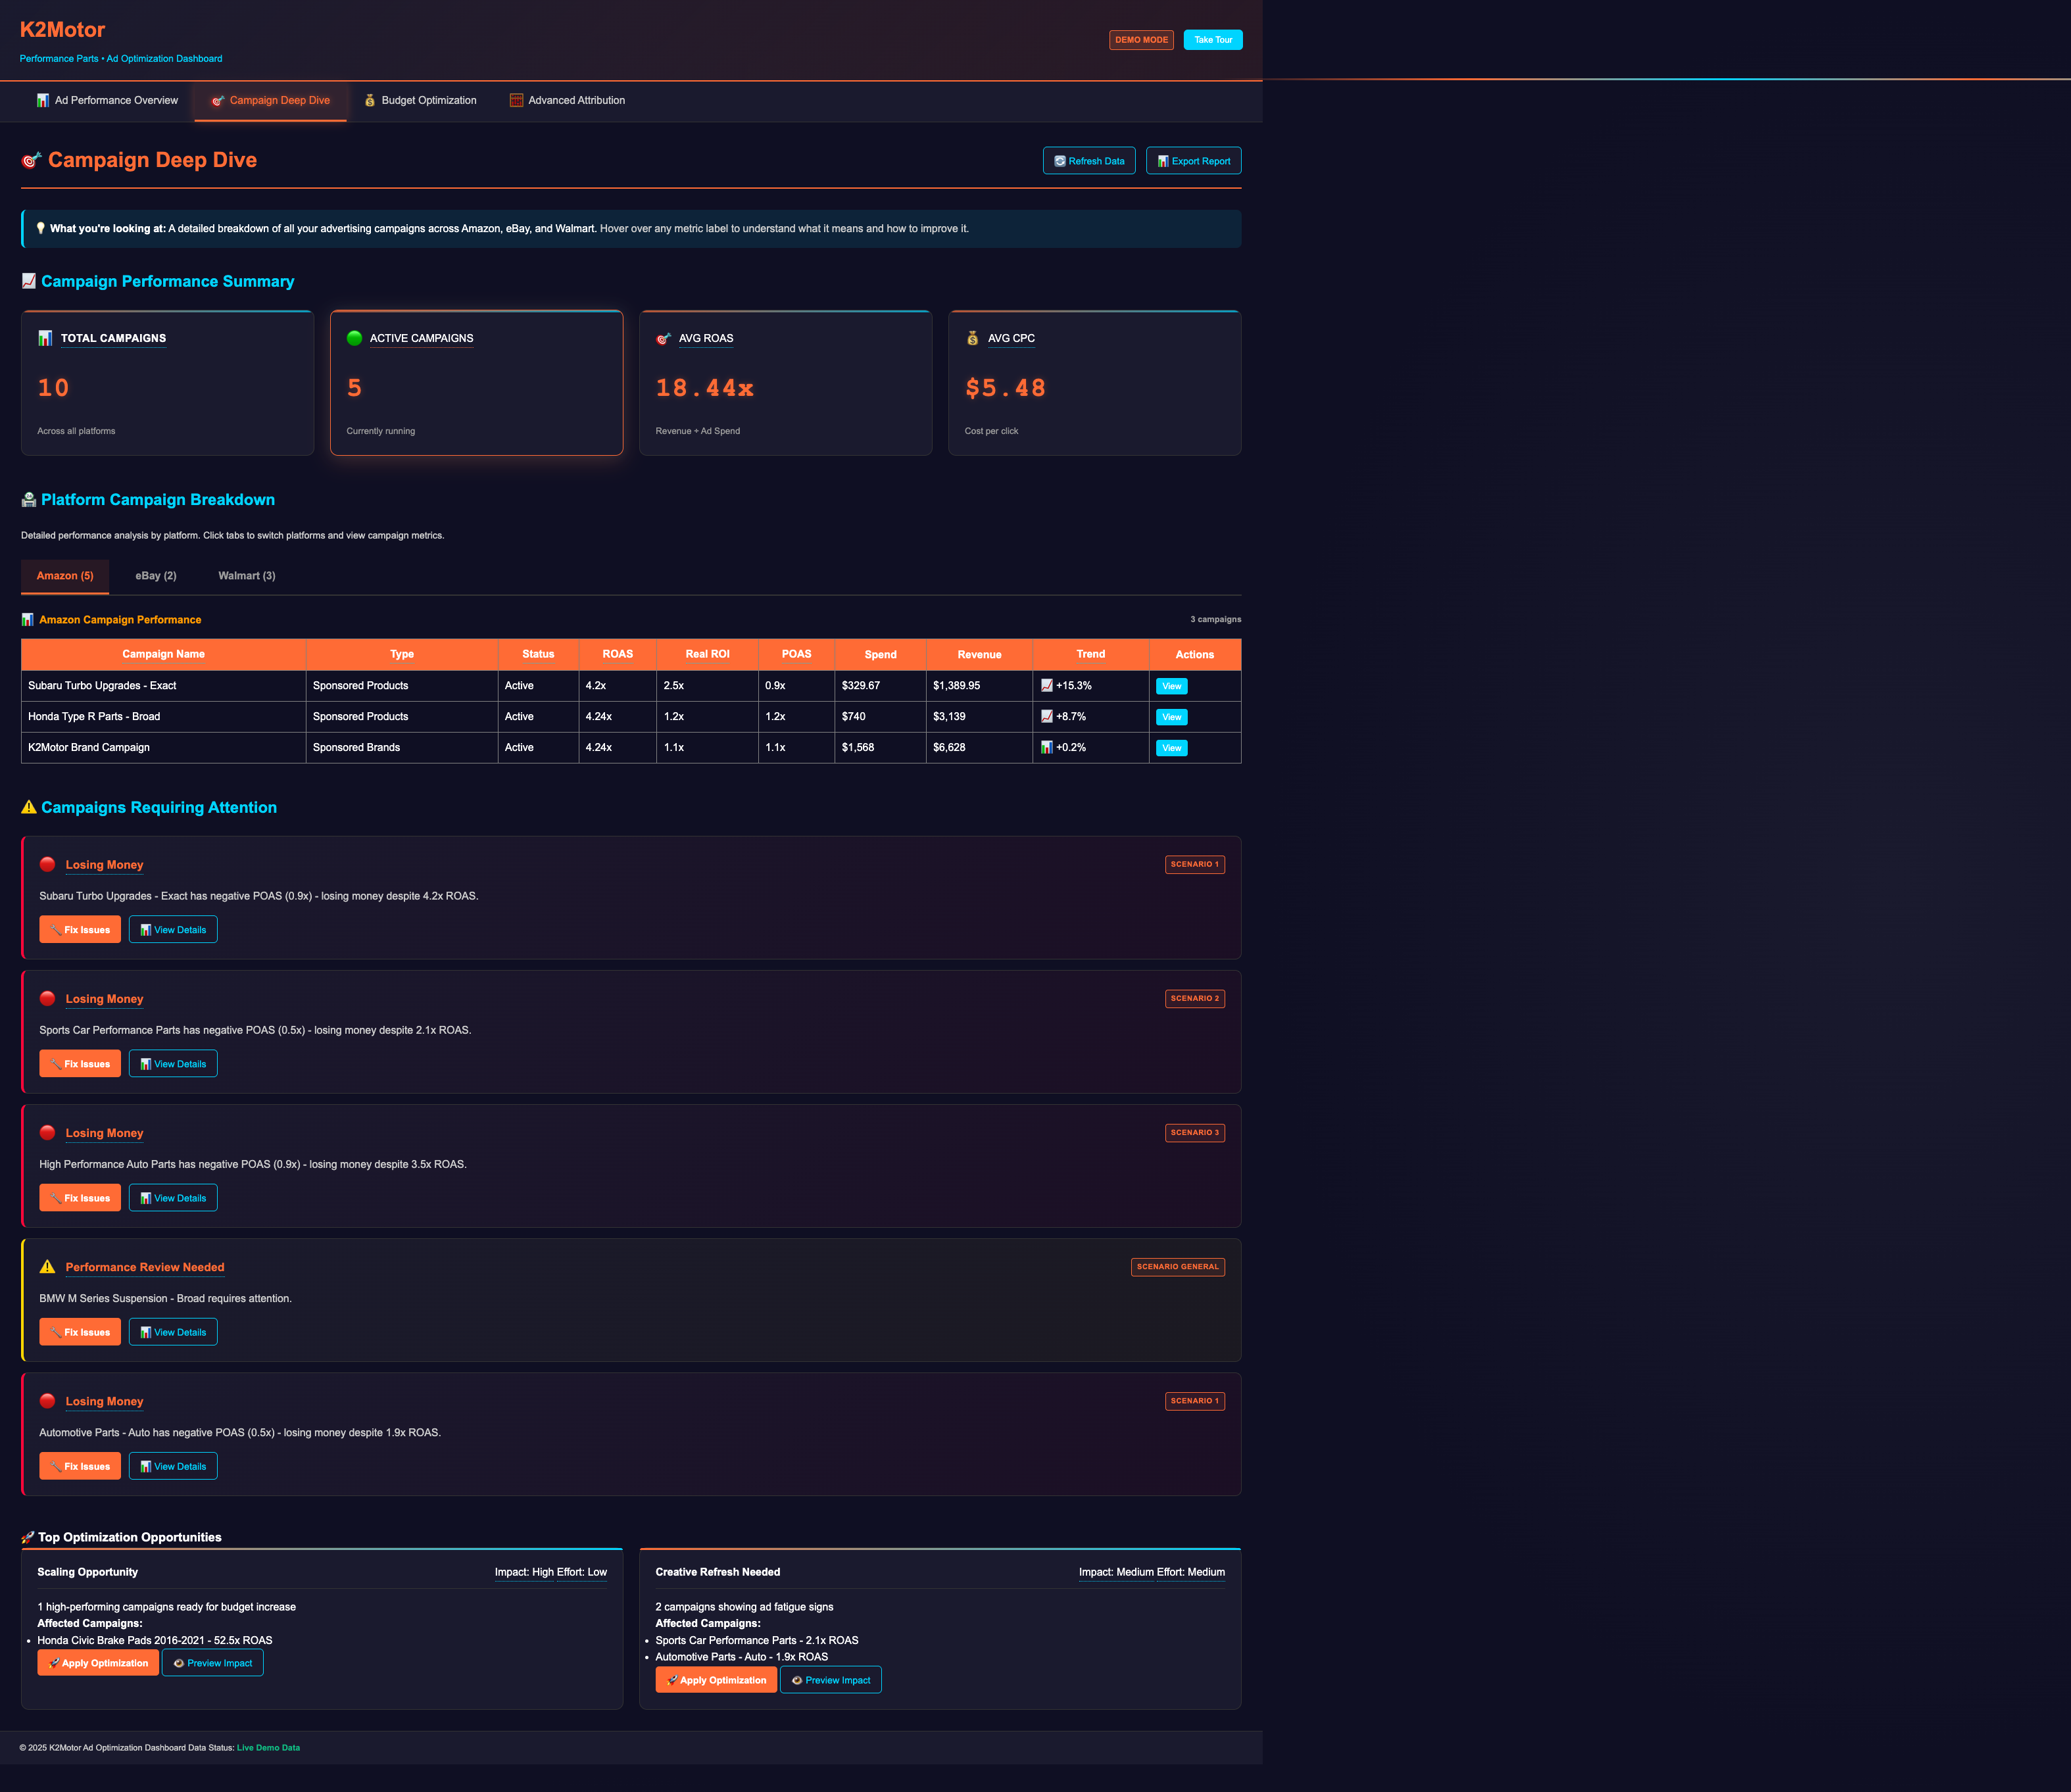 K2Motor
Performance Parts • Ad Optimization Dashboard
DEMO MODE
Take Tour
Ad Performance Overview
Campaign Deep Dive
Budget Optimization
Advanced Attribution
Campaign Deep Dive
Refresh Data
Export Report
What you're looking at: A detailed breakdown of all your advertising campaigns across Amazon, eBay, and Walmart. Hover over any metric label to understand what it means and how to improve it.
Campaign Performance Summary
TOTAL CAMPAIGNS
10
Across all platforms
ACTIVE CAMPAIGNS
5
Currently running
AVG ROAS
18.44x
Revenue ÷ Ad Spend
AVG CPC
$5.48
Cost per click
Platform Campaign Breakdown
Detailed performance analysis by platform. Click tabs to switch platforms and view campaign metrics.
Amazon (5)
eBay (2)
Walmart (3)
Amazon Campaign Performance
3 campaigns
Campaign Name Type Status ROAS Real ROI POAS Spend Revenue Trend Actions
Subaru Turbo Upgrades - Exact Sponsored Products Active 4.2x 2.5x 0.9x $329.67 $1,389.95 +15.3% View
Honda Type R Parts - Broad Sponsored Products Active 4.24x 1.2x 1.2x $740 $3,139 +8.7% View
K2Motor Brand Campaign Sponsored Brands Active 4.24x 1.1x 1.1x $1,568 $6,628 +0.2% View
Campaigns Requiring Attention
Losing Money
SCENARIO 1
Subaru Turbo Upgrades - Exact has negative POAS (0.9x) - losing money despite 4.2x ROAS.
Fix Issues
View Details
Losing Money
SCENARIO 2
Sports Car Performance Parts has negative POAS (0.5x) - losing money despite 2.1x ROAS.
Fix Issues
View Details
Losing Money
SCENARIO 3
High Performance Auto Parts has negative POAS (0.9x) - losing money despite 3.5x ROAS.
Fix Issues
View Details
Performance Review Needed
SCENARIO GENERAL
BMW M Series Suspension - Broad requires attention.
Fix Issues
View Details
Losing Money
SCENARIO 1
Automotive Parts - Auto has negative POAS (0.5x) - losing money despite 1.9x ROAS.
Fix Issues
View Details
Top Optimization Opportunities
Scaling Opportunity
Impact: High Effort: Low
1 high-performing campaigns ready for budget increase
Affected Campaigns:
• Honda Civic Brake Pads 2016-2021 - 52.5x ROAS
Apply Optimization
Preview Impact
Creative Refresh Needed
Impact: Medium Effort: Medium
2 campaigns showing ad fatigue signs
Affected Campaigns:
• Sports Car Performance Parts - 2.1x ROAS
• Automotive Parts - Auto - 1.9x ROAS
Apply Optimization
Preview Impact
© 2025 K2Motor Ad Optimization Dashboard Data Status: Live Demo Data